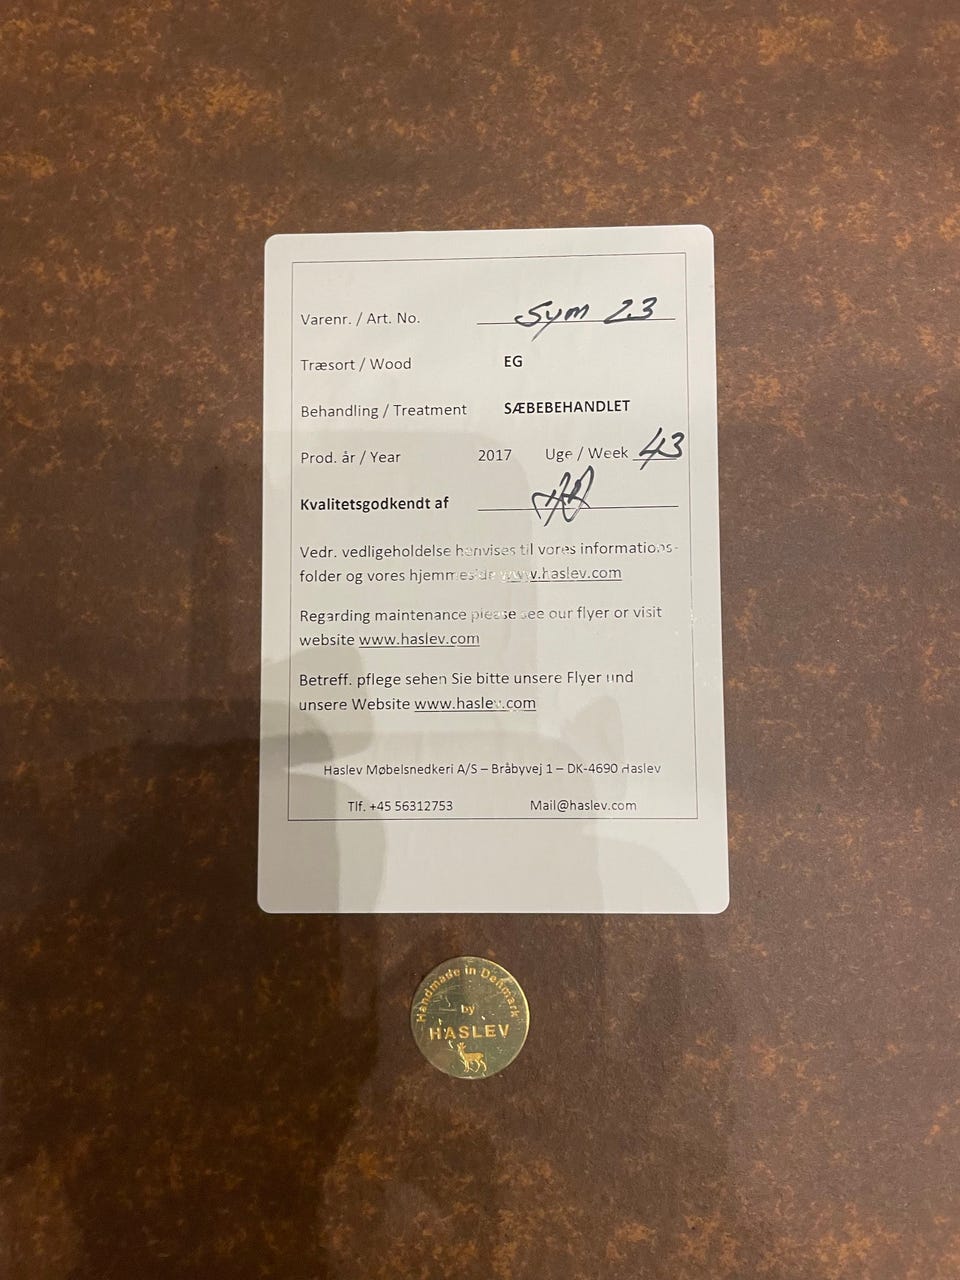 Varenr. / Art. No. Sym 23
Træsort / Wood EG
Behandling / Treatment SÆBEBEHANDLET
Prod. år / Year 2017 Uge / Week 43
Kvalitetsgodkendt af
Vedr. vedligeholdelse henvises til vores informations-
folder og vores hjemmeside www.haslev.com
Regarding maintenance please see our flyer or visit
website www.haslev.com
Betreff. pflege sehen Sie bitte unsere Flyer und
unsere Website www.haslev.com
Haslev Møbelsnedkeri A/S – Bråbyvej 1 – DK-4690 Haslev
Tlf. +45 56312753 Mail@haslev.com
Handmade in Denmark
by
HASLEV